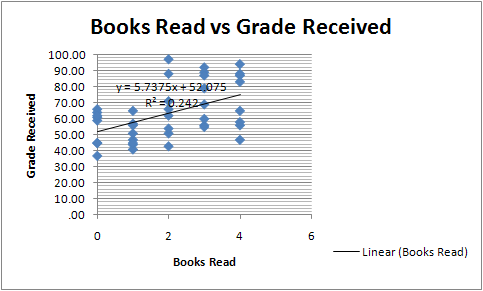 Books Read vs Grade Received
100.00
90.00
80.00
70.00
60.00
50.00
40.00
30.00
20.00
10.00
.00
Grade Received
y = 5.7375x + 52.075
R² = 0.242
0 2 4 6
Books Read
Linear (Books Read)